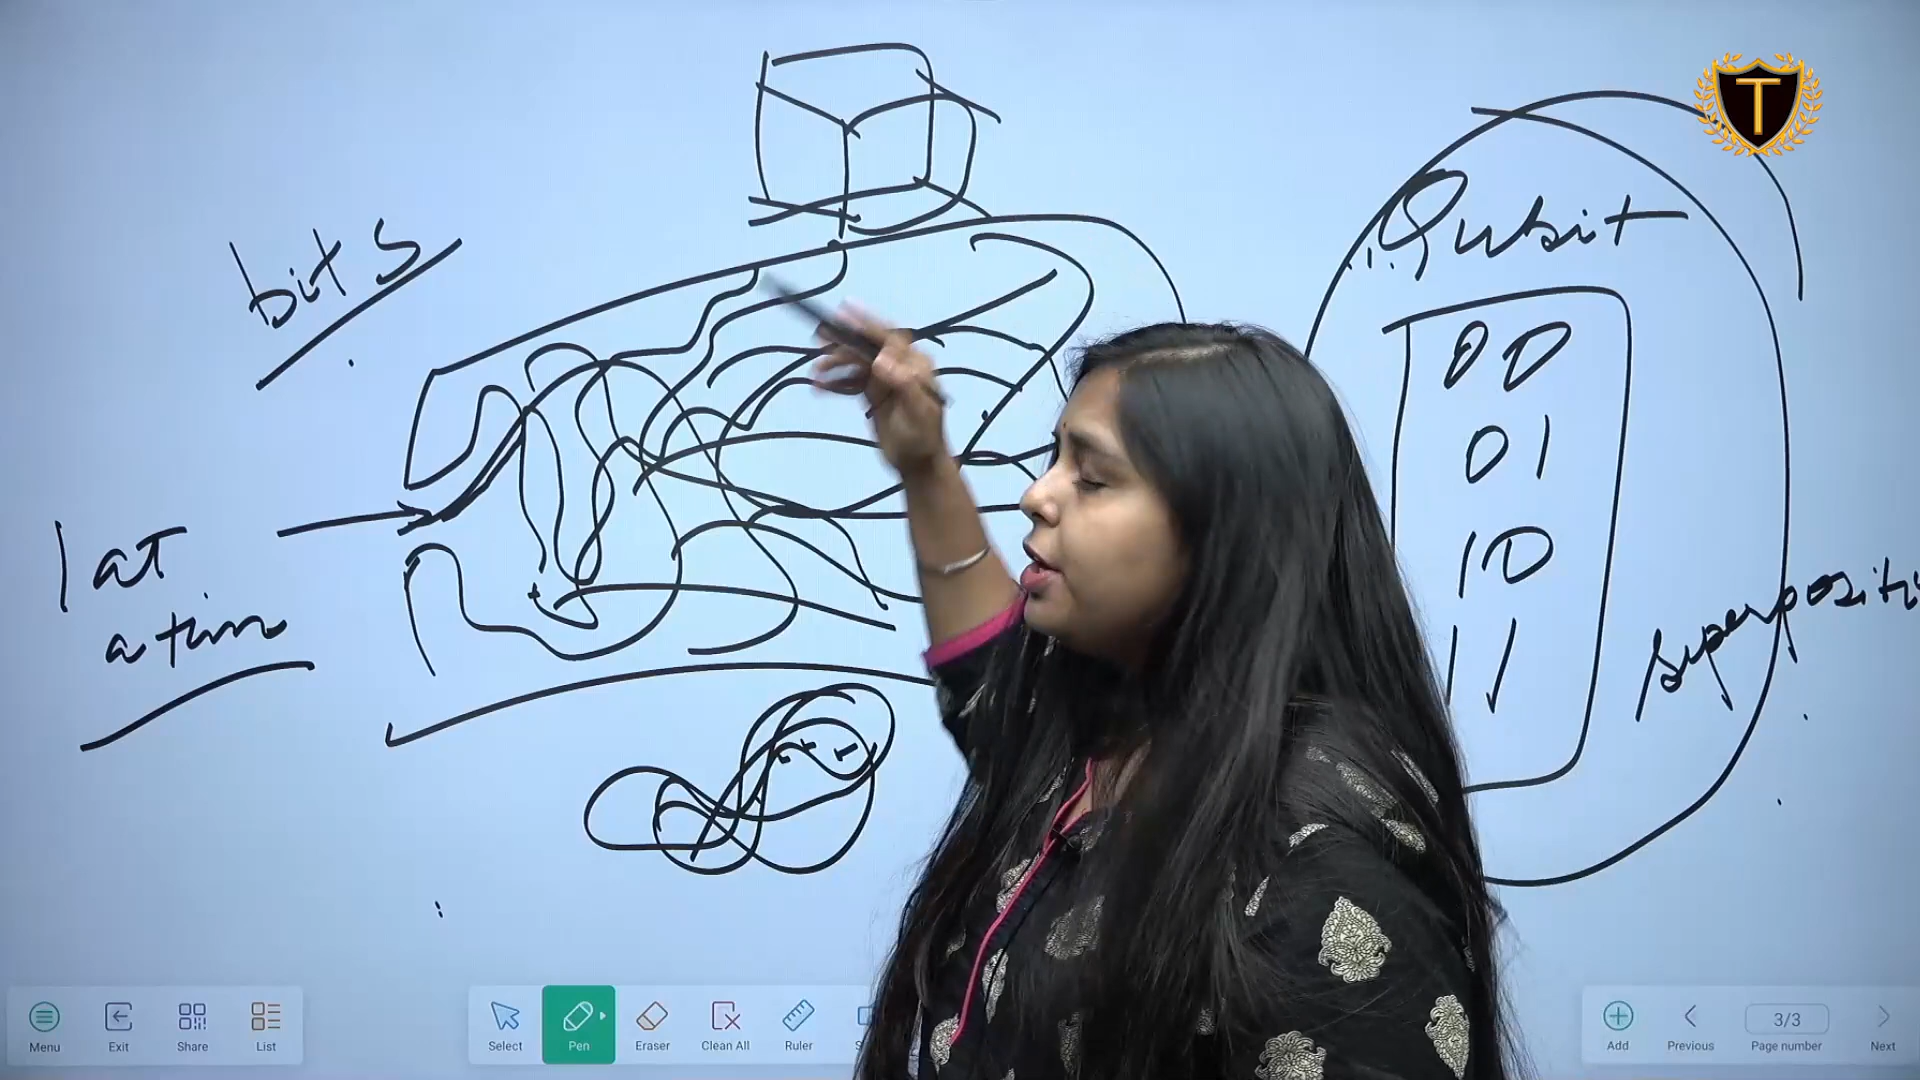 T
bits
Qubit
00
01
10
11
1 at
a tim
superpositi
Menu
Exit
Share
List
Select
Pen
Eraser
Clean All
Ruler
S
Add
Previous
3/3
Page number
Next